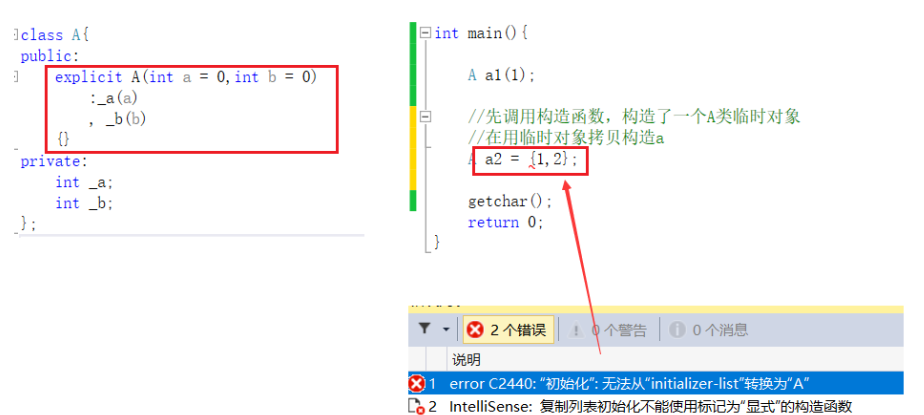 class A{
public:
explicit A(int a = 0,int b = 0)
:_a(a)
, _b(b)
{}
private:
int _a;
int _b;
};
int main(){
A a1(1);
//先调用构造函数，构造了一个A类临时对象
//在用临时对象拷贝构造a
A a2 = {1,2};
getchar();
return 0;
}
2 个错误 0 个警告 0 个消息
说明
1 error C2440: “初始化”: 无法从“initializer-list”转换为“A”
2 IntelliSense: 复制列表初始化不能使用标记为“显式”的构造函数